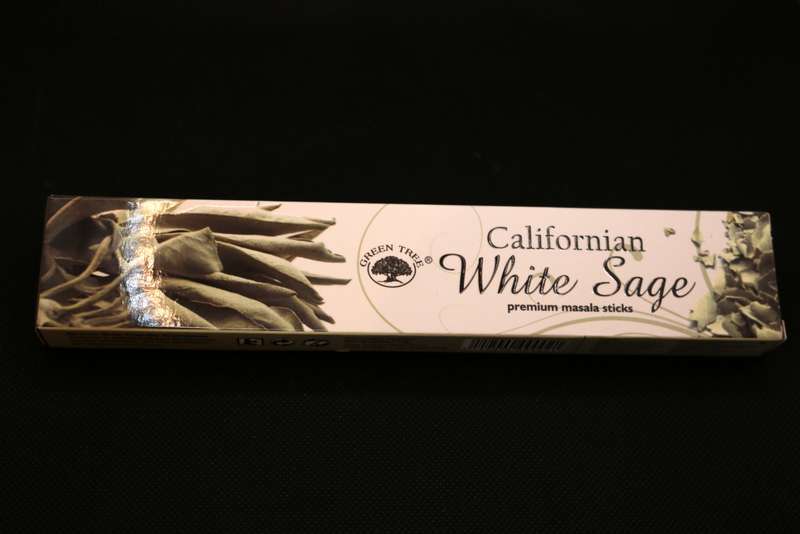 GREEN TREE ®
Californian
White Sage
premium masala sticks